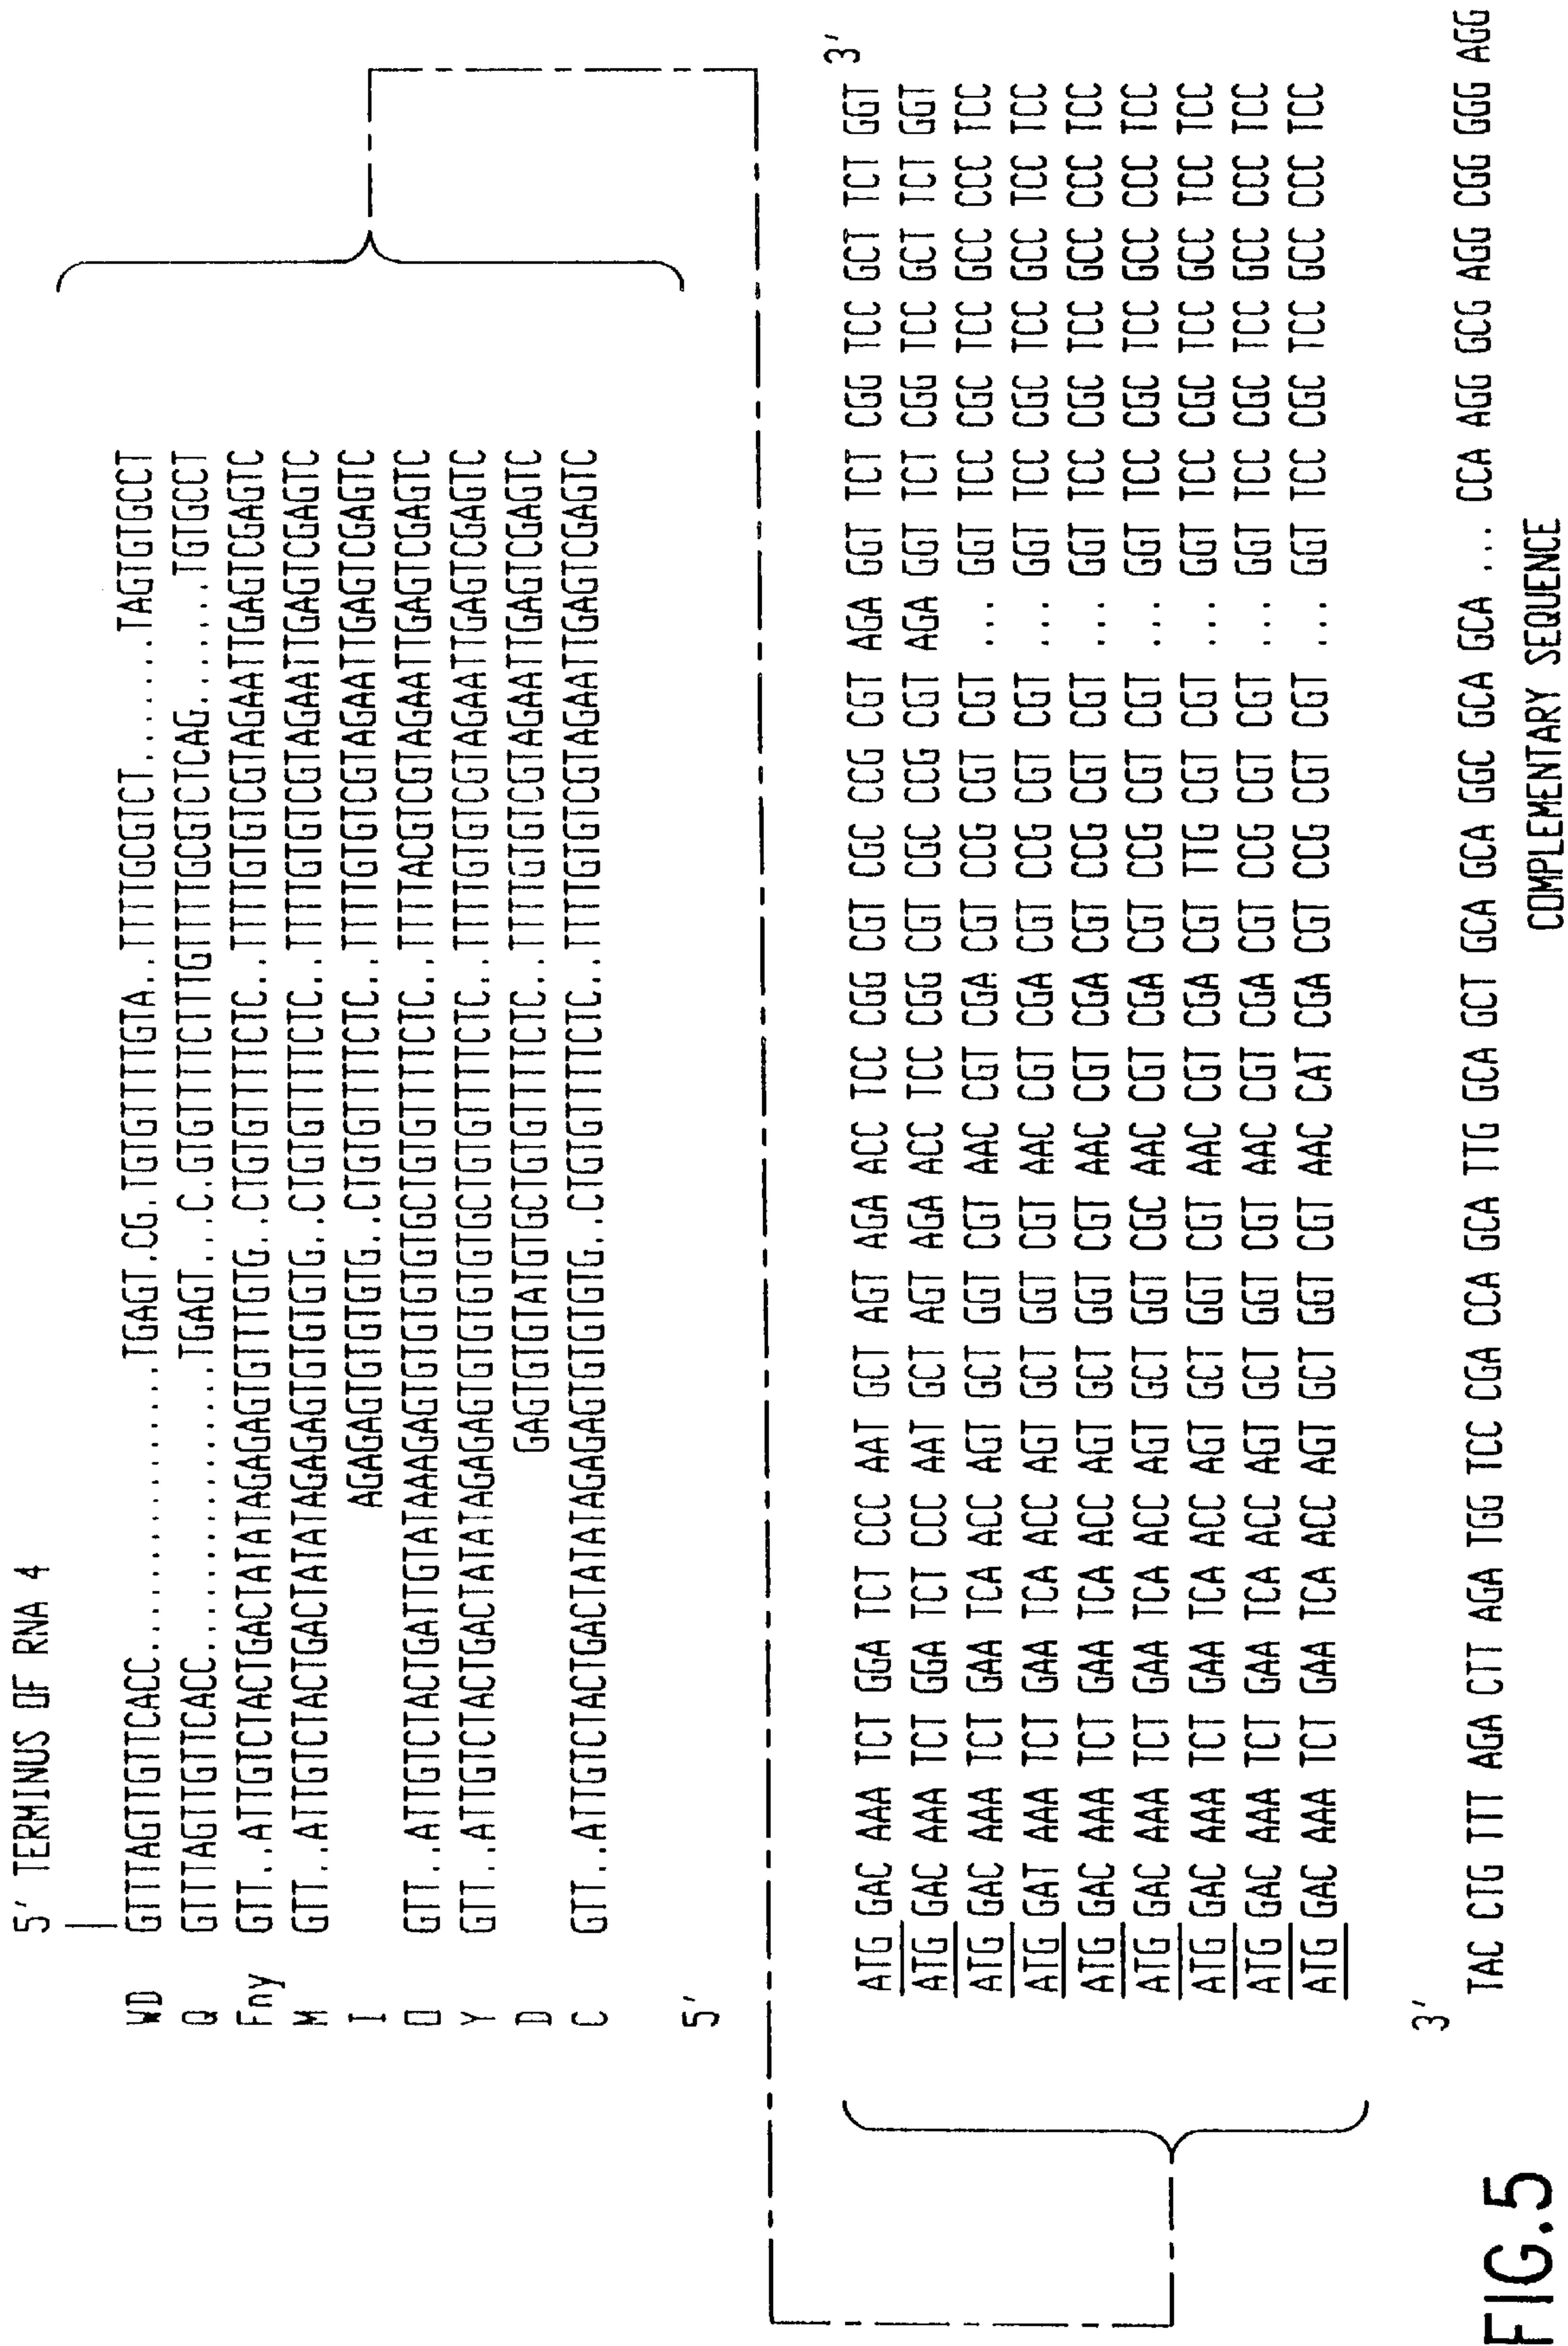 5' TERMINUS OF RNA 4
WD GTTTAGTTGTTCACC.................TGAGT.CG.TGTGTTTTGTA..TTTTGCGTCT......TAGTGTGCCT
Q GTTTAGTTGTTCACC.................TGAGT...C.GTGTTTTCTTGTTTTGCGTCTCAG.......TGTGCCT
Fny GTT..ATTGTCTACTGACTATATAGAGAGTGTTTGTG..CTGTGTTTTCTC..TTTTGTGTCGTAGAATTGAGTCGAGTC
M GTT..ATTGTCTACTGACTATATAGAGAGTGTGTGTG..CTGTGTTTTCTC..TTTTGTGTCGTAGAATTGAGTCGAGTC
I AGAGAGTGTGTGTG..CTGTGTTTTCTC..TTTTGTGTCGTAGAATTGAGTCGAGTC
O GTT..ATTGTCTACTGATTGTATAAAGAGTGTGTGTGTGCTGTGTTTTCTC..TTTTACGTCGTAGAATTGAGTCGAGTC
Y GTT..ATTGTCTACTGACTATATAGAGAGTGTGTGTGTGCTGTGTTTTCTC..TTTTGTGTCGTAGAATTGAGTCGAGTC
D GAGTGTGTATGTGCTGTGTTTTCTC..TTTTGTGTCGTAGAATTGAGTCGAGTC
C GTT..ATTGTCTACTGACTATATAGAGAGTGTGTGTG..CTGTGTTTTCTC..TTTTGTGTCGTAGAATTGAGTCGAGTC
5'
3'
ATG GAC AAA TCT GGA TCT CCC AAT GCT AGT AGA ACC TCC CGG CGT CGC CCG CGT AGA GGT TCT CGG TCC GCT TCT GGT
ATG GAC AAA TCT GGA TCT CCC AAT GCT AGT AGA ACC TCC CGG CGT CGC CCG CGT AGA GGT TCT CGG TCC GCT TCT GGT
ATG GAC AAA TCT GAA TCA ACC AGT GCT GGT CGT AAC CGT CGA CGT CCG CGT CGT ... GGT TCC CGC TCC GCC CCC TCC
ATG GAT AAA TCT GAA TCA ACC AGT GCT GGT CGT AAC CGT CGA CGT CCG CGT CGT ... GGT TCC CGC TCC GCC TCC TCC
ATG GAC AAA TCT GAA TCA ACC AGT GCT GGT CGT AAC CGT CGA CGT CCG CGT CGT ... GGT TCC CGC TCC GCC CCC TCC
ATG GAC AAA TCT GAA TCA ACC AGT GCT GGT CGC AAC CGT CGA CGT CCG CGT CGT ... GGT TCC CGC TCC GCC CCC TCC
ATG GAC AAA TCT GAA TCA ACC AGT GCT GGT CGT AAC CGT CGA CGT TTG CGT CGT ... GGT TCC CGC TCC GCC TCC TCC
ATG GAC AAA TCT GAA TCA ACC AGT GCT GGT CGT AAC CGT CGA CGT CCG CGT CGT ... GGT TCC CGC TCC GCC CCC TCC
ATG GAC AAA TCT GAA TCA ACC AGT GCT GGT CGT AAC CAT CGA CGT CCG CGT CGT ... GGT TCC CGC TCC GCC CCC TCC
3'
TAC CTG TTT AGA CTT AGA TGG TCC CGA CCA GCA TTG GCA GCT GCA GCA GGC GCA GCA ... CCA AGG GCG AGG CGG GGG AGG
COMPLEMENTARY SEQUENCE
FIG.5